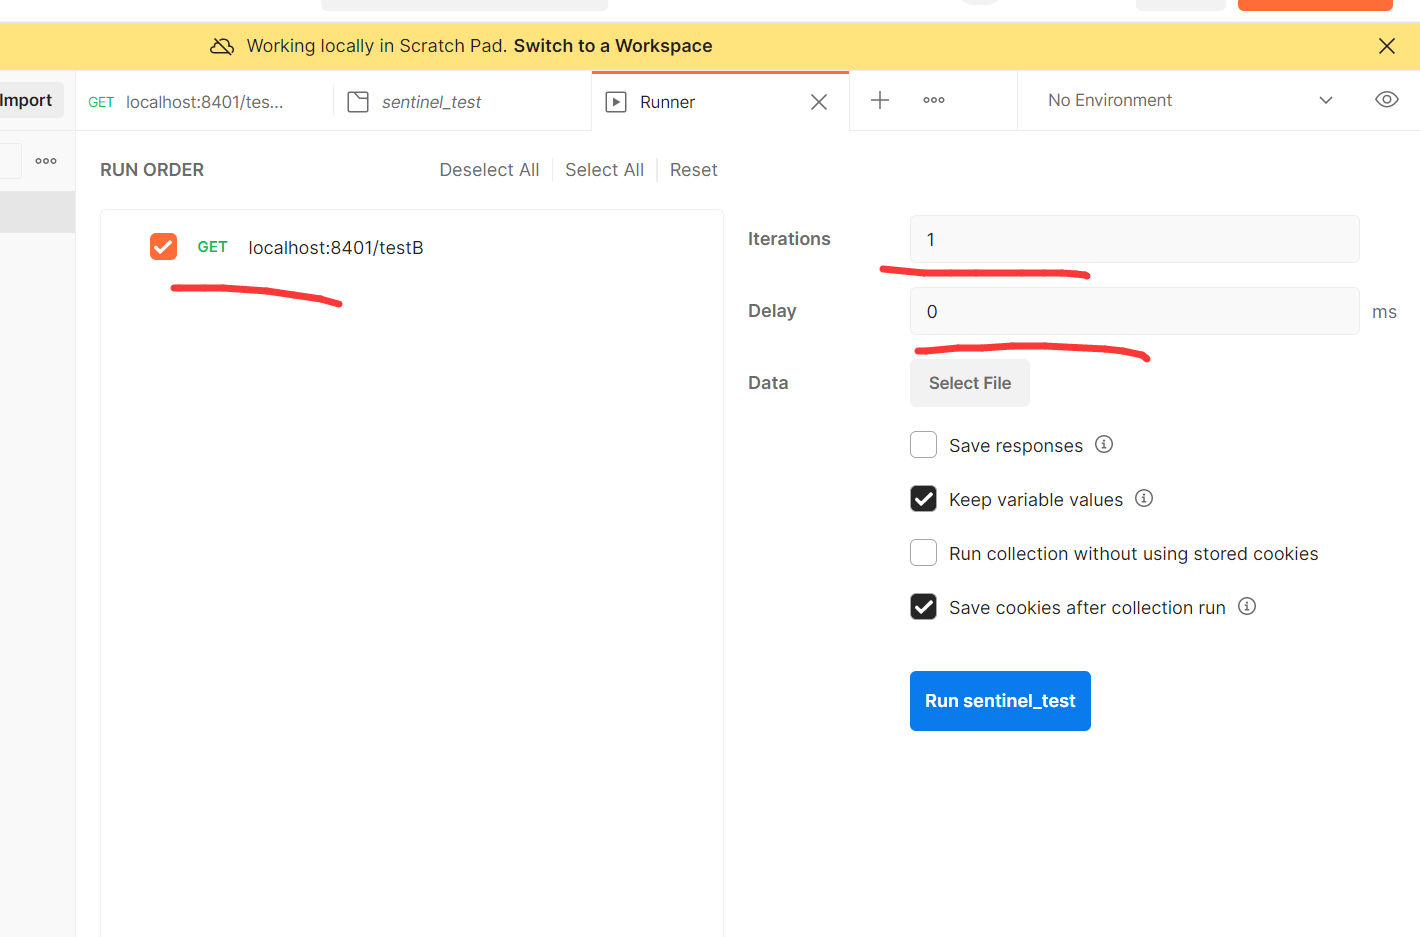 Working locally in Scratch Pad. Switch to a Workspace
Import
GET localhost:8401/tes...
sentinel_test
Runner
No Environment
RUN ORDER
Deselect All
Select All
Reset
GET localhost:8401/testB
Iterations
1
Delay
0
ms
Data
Select File
Save responses
Keep variable values
Run collection without using stored cookies
Save cookies after collection run
Run sentinel_test